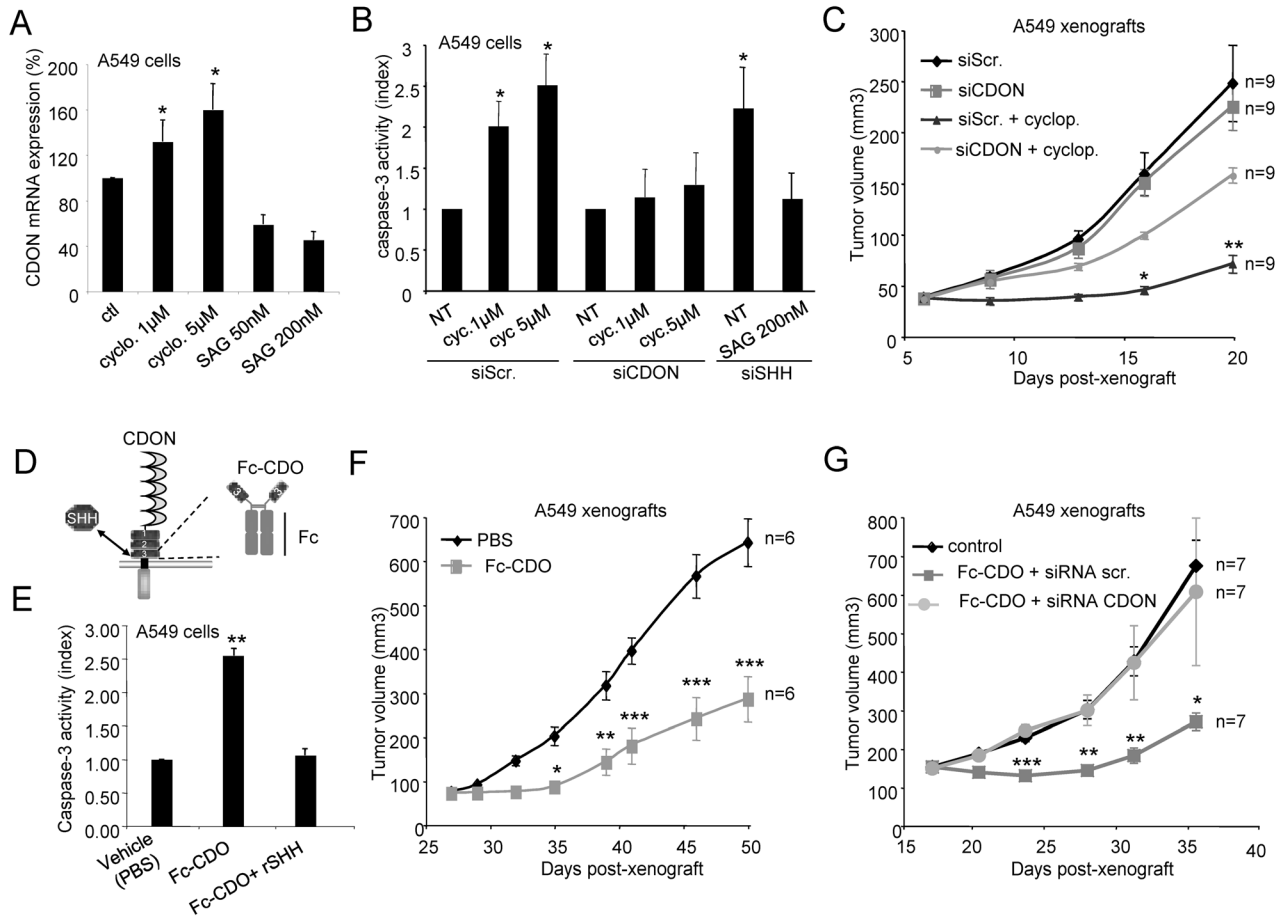 A
A549 cells
CDON mRNA expression (%)
200
160
120
80
40
0
*
*
ctl
cyclo. 1µM
cyclo. 5µM
SAG 50nM
SAG 200nM
B
A549 cells
caspase-3 activity (index)
3
2.5
2
1.5
1
0.5
0
*
*
*
NT
cyc. 1µM
cyc 5µM
NT
cyc.1µM
cyc.5µM
NT
SAG 200nM
siScr.
siCDON
siSHH
C
A549 xenografts
Tumor volume (mm3)
300
250
200
150
100
50
0
siScr.
siCDON
siScr. + cyclop.
siCDON + cyclop.
n=9
n=9
n=9
**
*
n=9
5
10
15
20
Days post-xenograft
D
CDON
SHH
1
2
3
Fc-CDO
3
3
Fc
E
A549 cells
Caspase-3 activity (index)
3.00
2.50
2.00
1.50
1.00
0.50
0.00
**
Vehicle
(PBS)
Fc-CDO
Fc-CDO+ rSHH
F
A549 xenografts
Tumor volume (mm3)
700
600
500
400
300
200
100
0
PBS
Fc-CDO
n=6
n=6
*
**
***
***
***
25
30
35
40
45
50
Days post-xenograft
G
A549 xenografts
Tumor volume (mm3)
800
700
600
500
400
300
200
100
0
control
Fc-CDO + siRNA scr.
Fc-CDO + siRNA CDON
n=7
n=7
n=7
***
**
**
*
15
20
25
30
35
40
Days post-xenograft